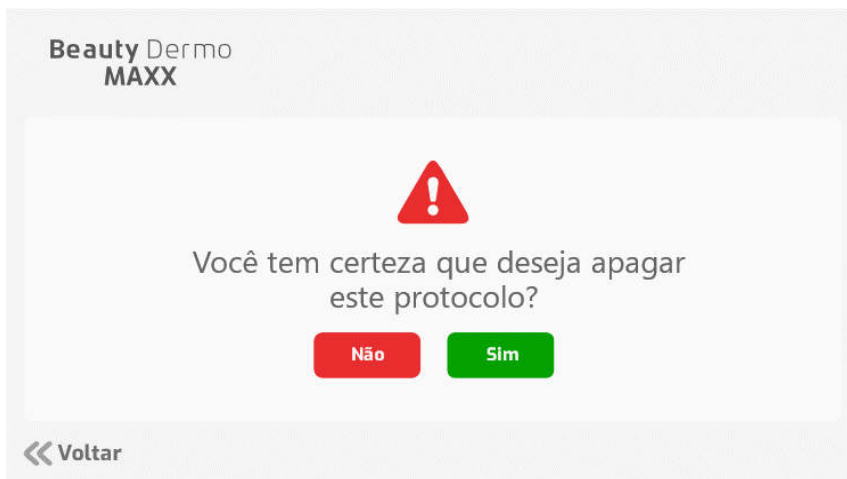 Beauty Dermo
MAXX
Você tem certeza que deseja apagar
este protocolo?
Não Sim
Voltar